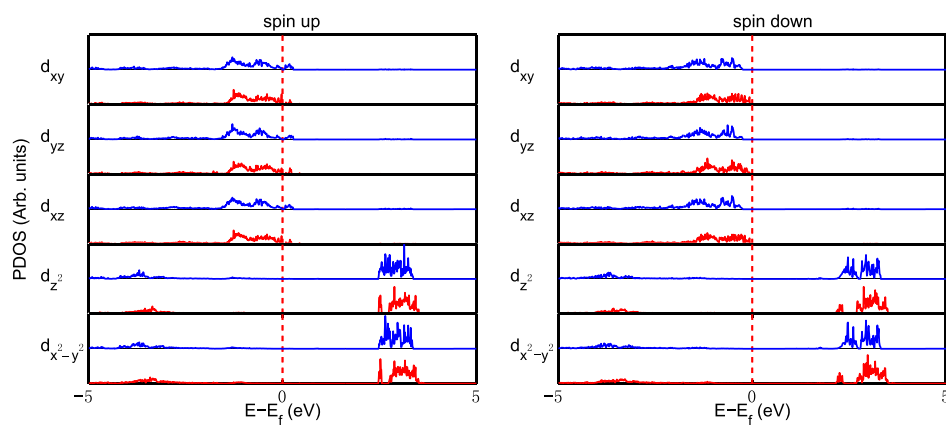 spin up
spin down
PDOS (Arb. units)
d_xy
d_yz
d_xz
d_z²
d_x²−y²
d_xy
d_yz
d_xz
d_z²
d_x²−y²
−5 0 5
−5 0 5
E−E_f (eV)
E−E_f (eV)